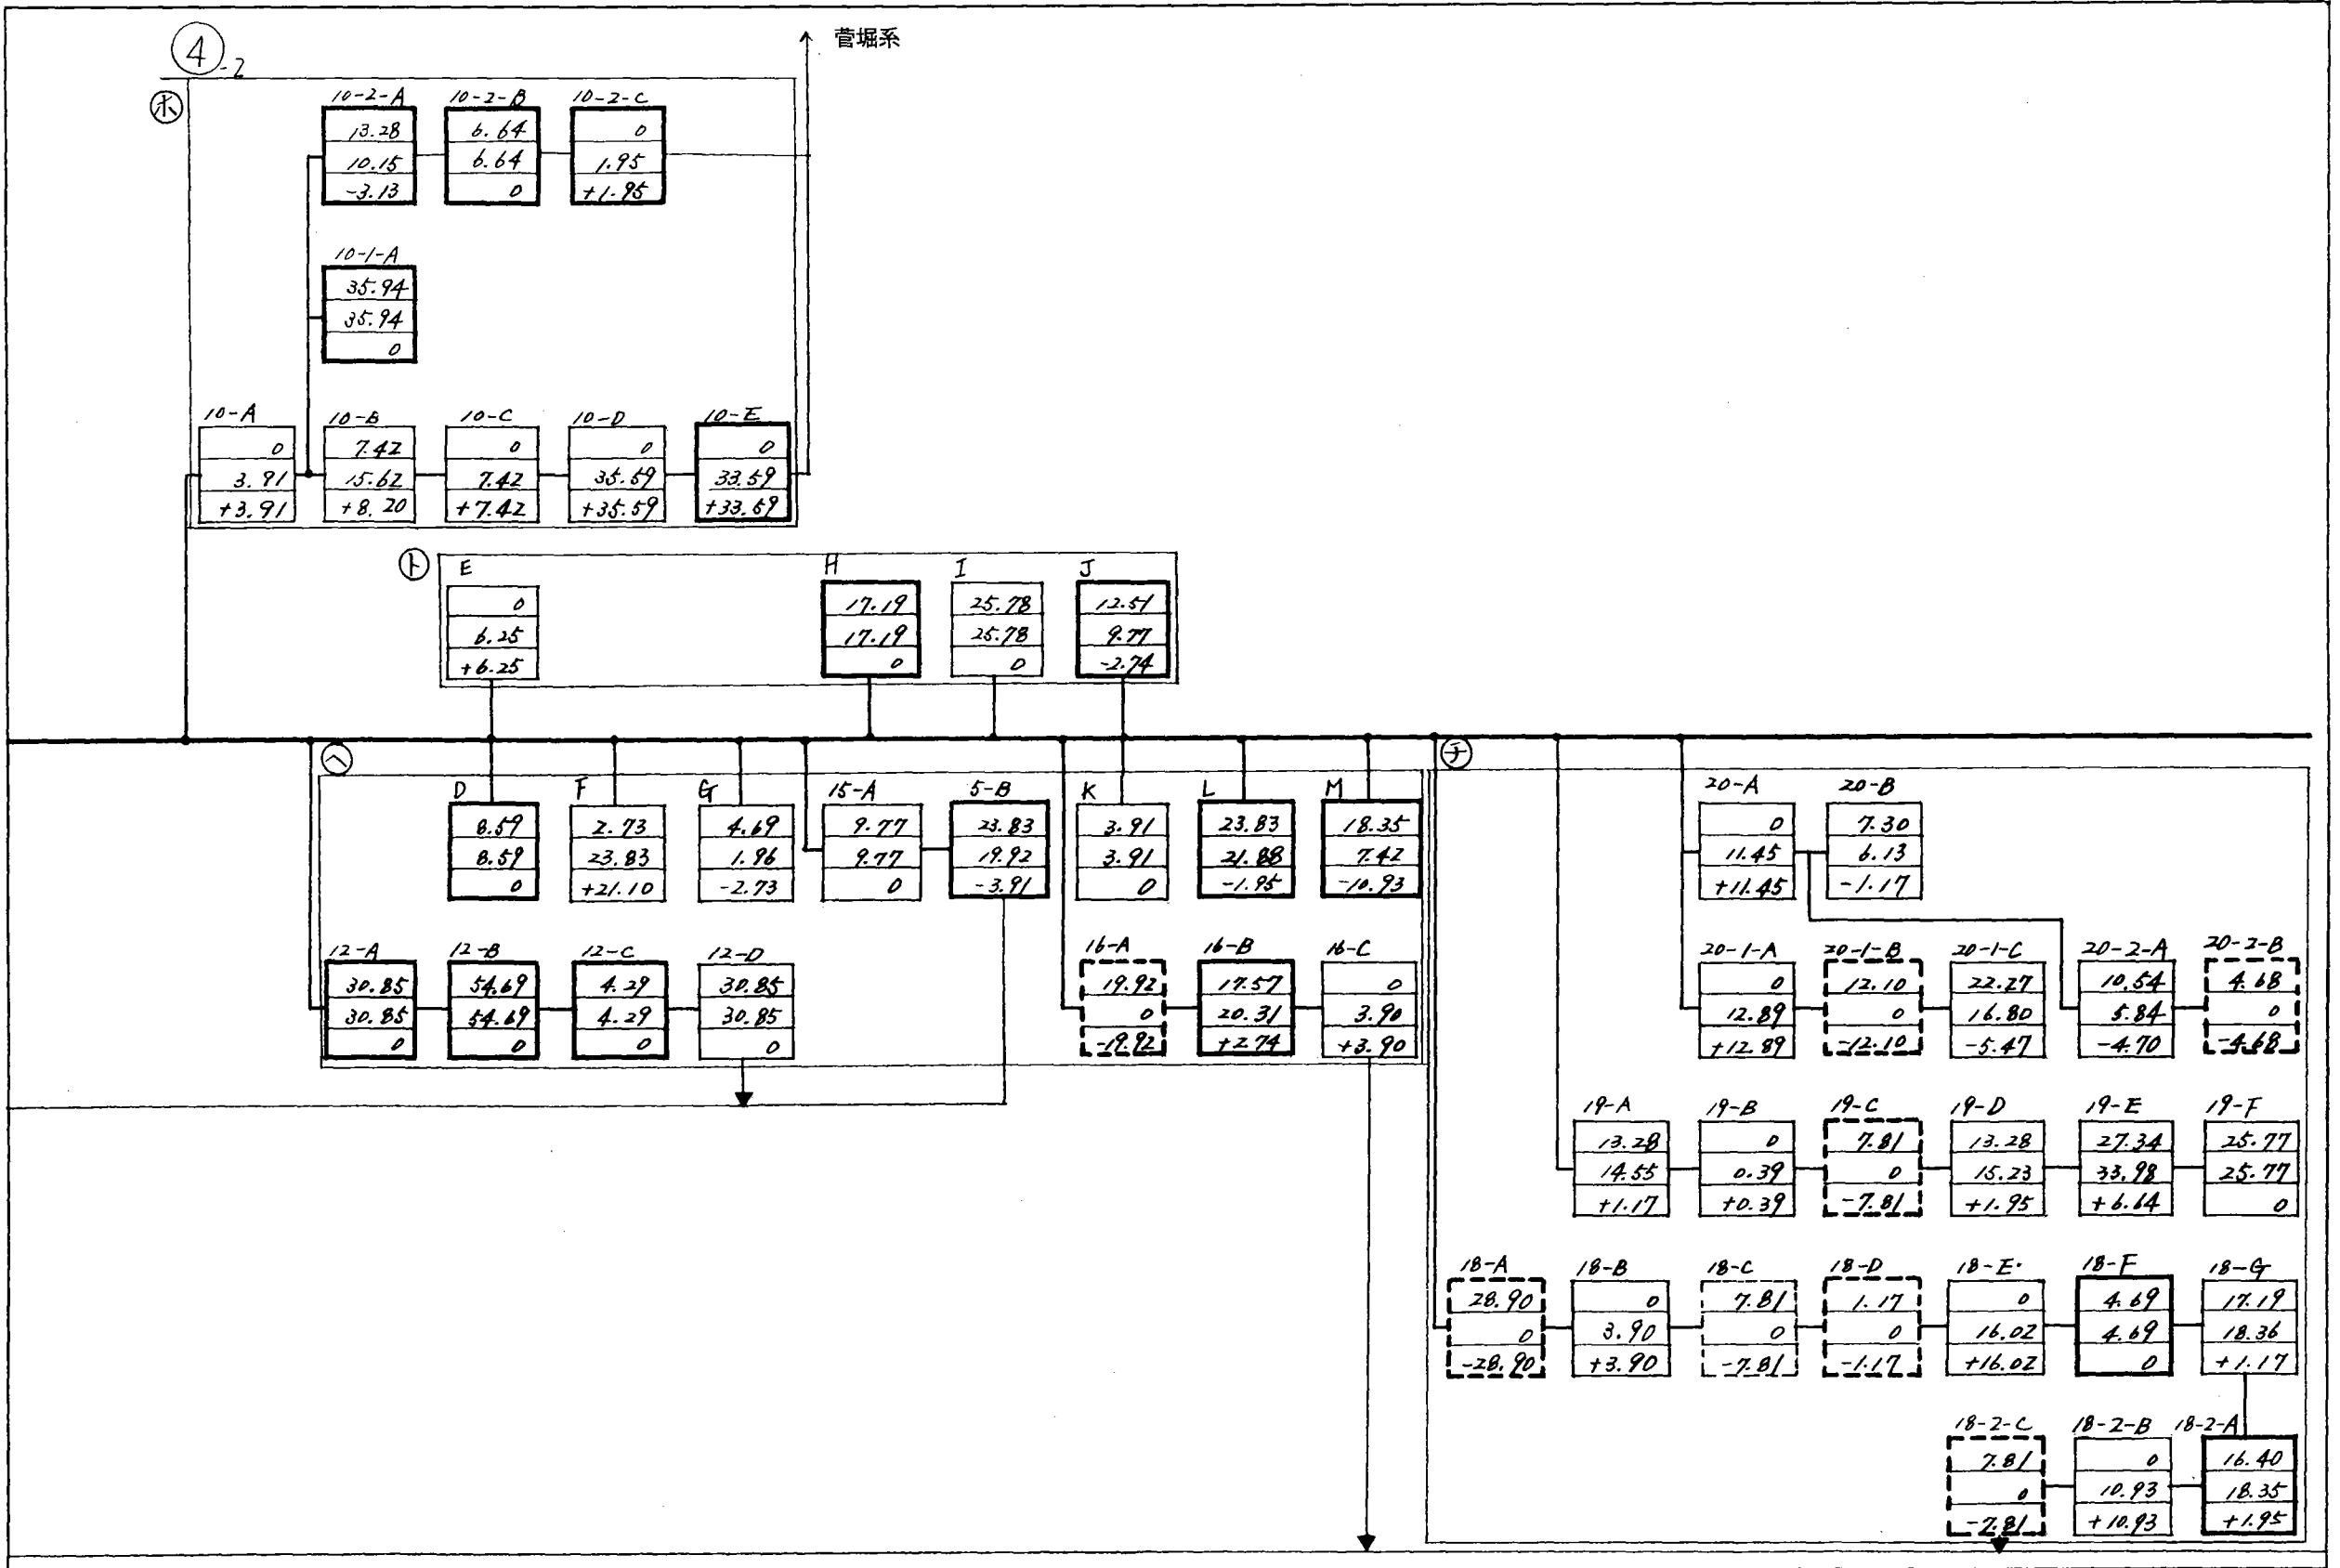 ④-2
菅堀系
㋭
10-2-A 10-2-B 10-2-C
13.28 6.64 0
10.15 6.64 1.95
-3.13 0 +1.95
10-1-A
35.94
35.94
0
10-A 10-B 10-C 10-D 10-E
0 7.42 0 0 0
3.91 15.62 7.42 35.59 33.59
+3.91 +8.20 +7.42 +35.59 +33.59
㋣
E H I J
0 17.19 25.78 12.51
6.25 17.19 25.78 9.77
+6.25 0 0 -2.74
㋬
D F G 15-A 5-B K L M
8.59 2.73 4.69 9.77 23.83 3.91 23.83 18.35
8.59 23.83 1.96 9.77 19.92 3.91 21.88 7.42
0 +21.10 -2.73 0 -3.91 0 -1.95 -10.93
12-A 12-B 12-C 12-D 16-A 16-B 16-C
30.85 54.69 4.29 30.85 19.92 17.57 0
30.85 54.69 4.29 30.85 0 20.31 3.90
0 0 0 0 -19.92 +2.74 +3.90
㋠
20-A 20-B
0 7.30
11.45 6.13
+11.45 -1.17
20-1-A 20-1-B 20-1-C 20-2-A 20-2-B
0 12.10 22.27 10.54 4.68
12.89 0 16.80 5.84 0
+12.89 -12.10 -5.47 -4.70 -4.68
19-A 19-B 19-C 19-D 19-E 19-F
13.28 0 7.81 13.28 27.34 25.77
14.55 0.39 0 15.23 33.98 25.77
+1.17 +0.39 -7.81 +1.95 +6.64 0
18-A 18-B 18-C 18-D 18-E 18-F 18-G
28.90 0 7.81 1.17 0 4.69 17.19
0 3.90 0 0 16.02 4.69 18.36
-28.90 +3.90 -7.81 -1.17 +16.02 0 +1.17
18-2-C 18-2-B 18-2-A
7.81 0 16.40
0 10.93 18.35
-7.81 +10.93 +1.95